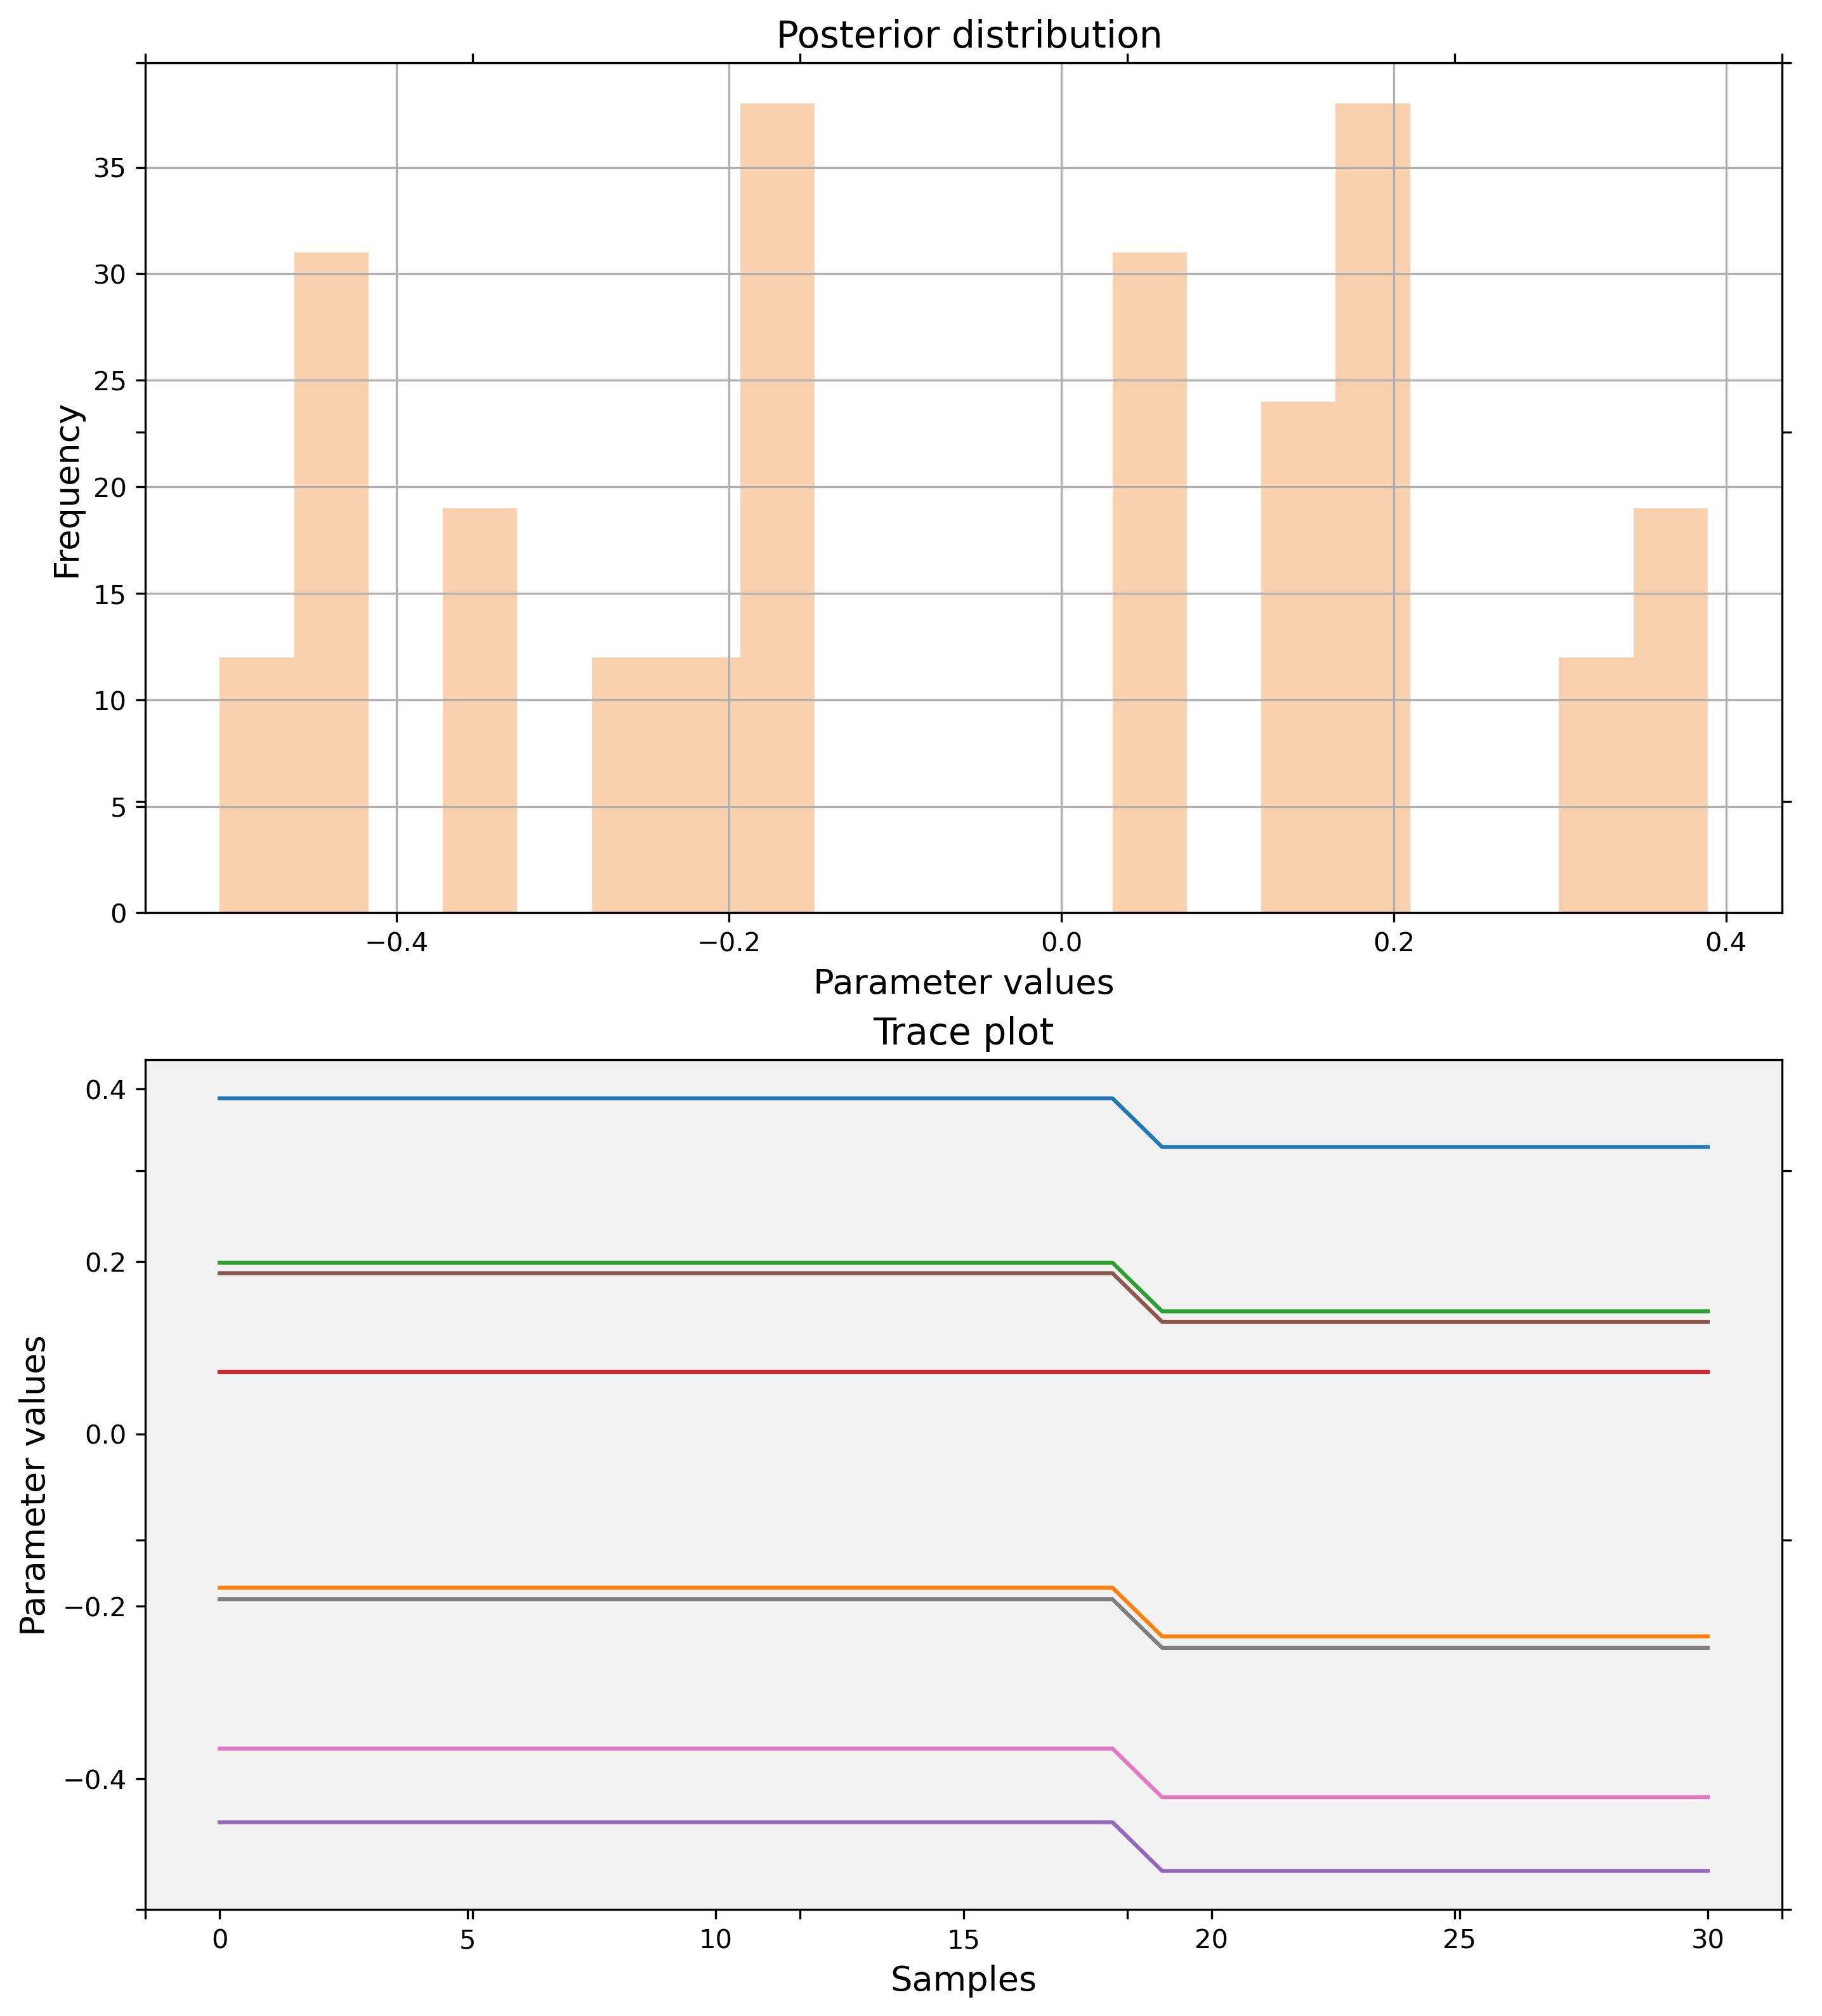 Posterior distribution
35
30
25
20
15
10
5
0
Frequency
−0.4 −0.2 0.0 0.2 0.4
Parameter values
Trace plot
0.4
0.2
0.0
−0.2
−0.4
Parameter values
0 5 10 15 20 25 30
Samples